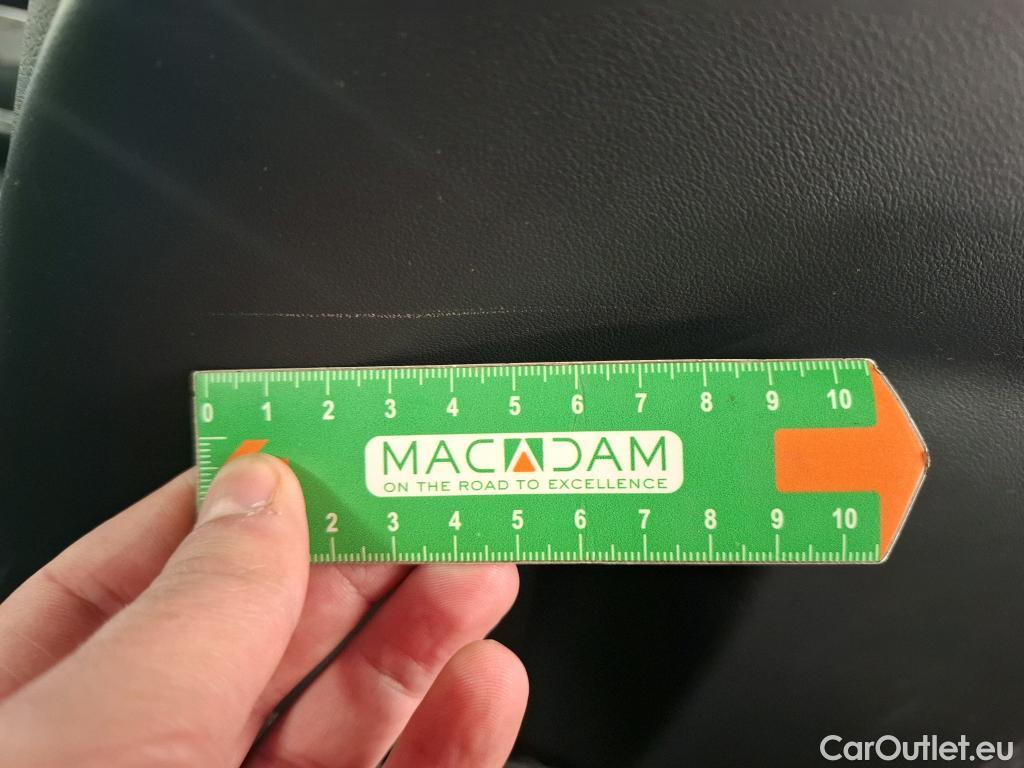 0 1 2 3 4 5 6 7 8 9 10
MACADAM
ON THE ROAD TO EXCELLENCE
2 3 4 5 6 7 8 9 10
CarOutlet.eu